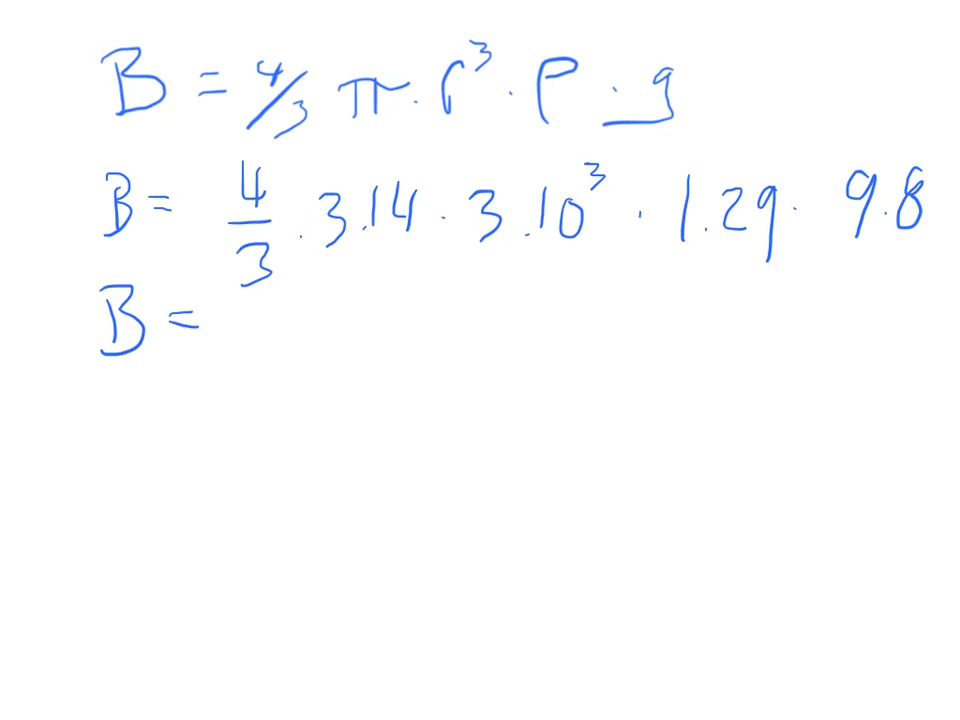 B = 4/3 π · r³ · ρ · g
B = 4/3 · 3.14 · 3.10³ · 1.29 · 9.8
B =